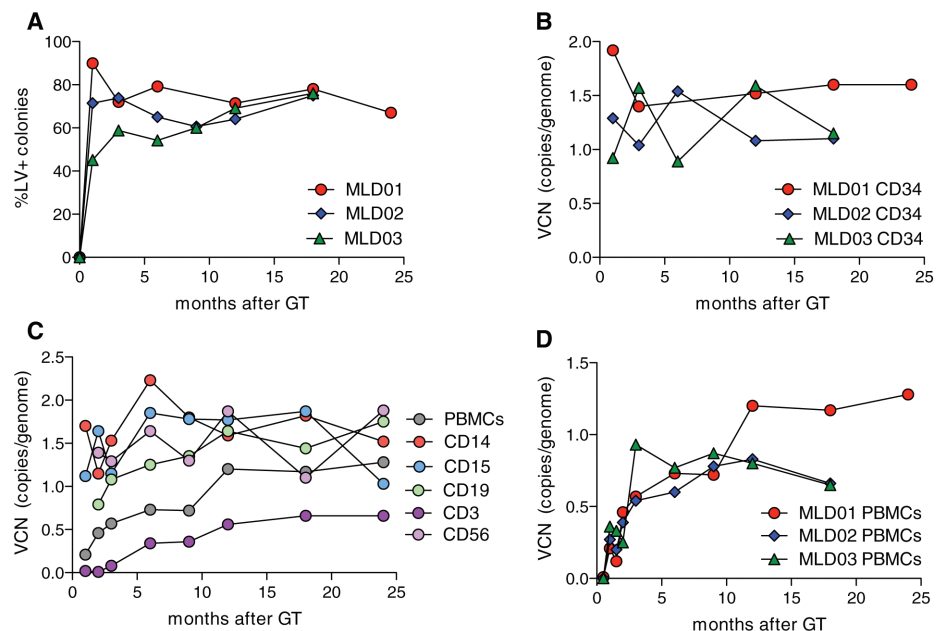 A
%LV+ colonies
100
80
60
40
20
0
0 5 10 15 20 25
months after GT
MLD01
MLD02
MLD03
B
VCN (copies/genome)
2.0
1.5
1.0
0.5
0.0
0 5 10 15 20 25
months after GT
MLD01 CD34
MLD02 CD34
MLD03 CD34
C
VCN (copies/genome)
2.5
2.0
1.5
1.0
0.5
0.0
0 5 10 15 20 25
months after GT
PBMCs
CD14
CD15
CD19
CD3
CD56
D
VCN (copies/genome)
1.5
1.0
0.5
0.0
0 5 10 15 20 25
months after GT
MLD01 PBMCs
MLD02 PBMCs
MLD03 PBMCs